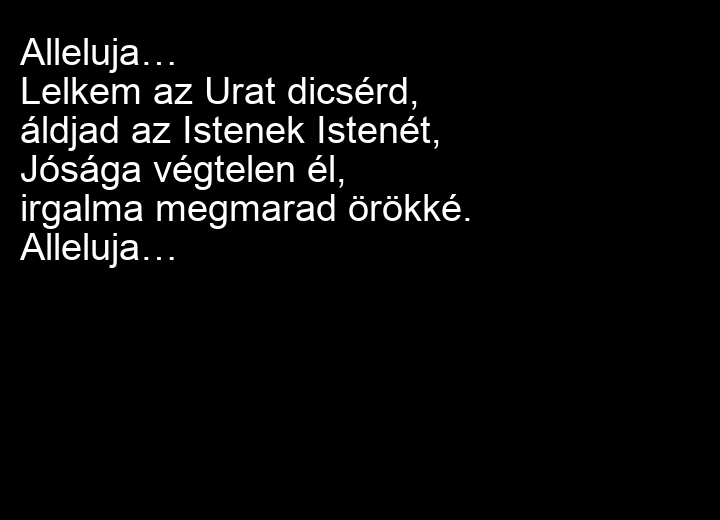 Alleluja…
Lelkem az Urat dicsérd,
áldjad az Istenek Istenét,
Jósága végtelen él,
irgalma megmarad örökké.
Alleluja…